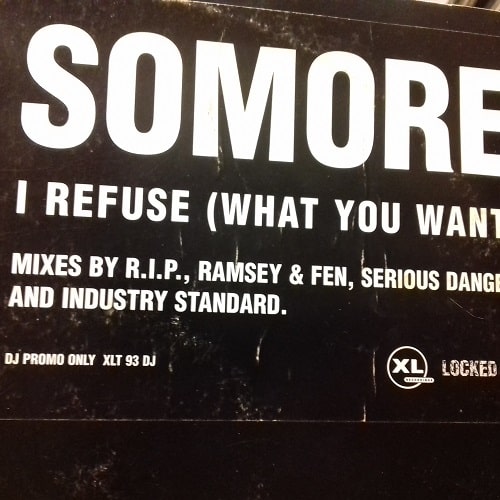 SOMORE
I REFUSE (WHAT YOU WANT
MIXES BY R.I.P., RAMSEY & FEN, SERIOUS DANGE
AND INDUSTRY STANDARD.
DJ PROMO ONLY XLT 93 DJ
XL
RECORDINGS
LOCKED